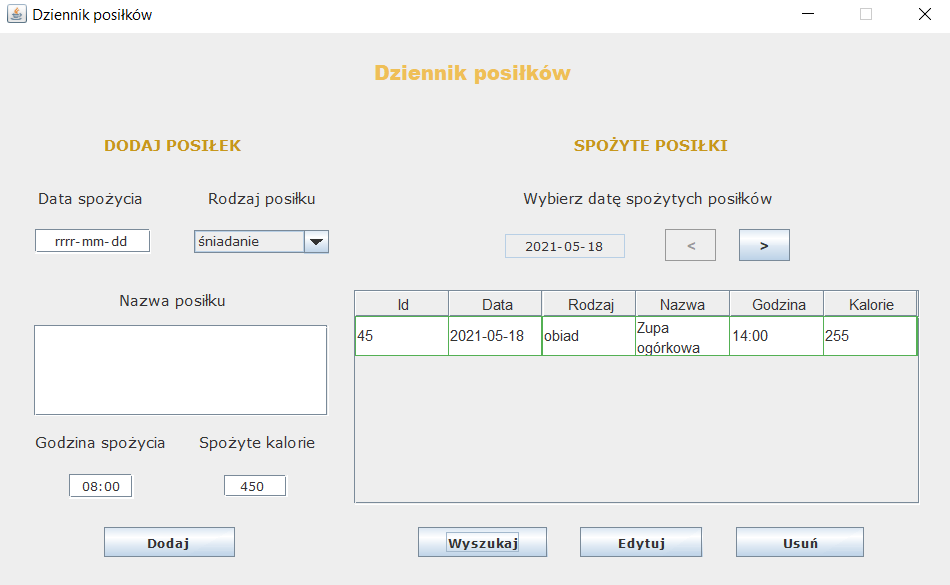 Dziennik posiłków
Dziennik posiłków
DODAJ POSIŁEK
Data spożycia Rodzaj posiłku
rrrr-mm-dd śniadanie
Nazwa posiłku
Godzina spożycia Spożyte kalorie
08:00 450
Dodaj
SPOŻYTE POSIŁKI
Wybierz datę spożytych posiłków
2021-05-18 < >
Id Data Rodzaj Nazwa Godzina Kalorie
45 2021-05-18 obiad Zupa ogórkowa 14:00 255
Wyszukaj Edytuj Usuń